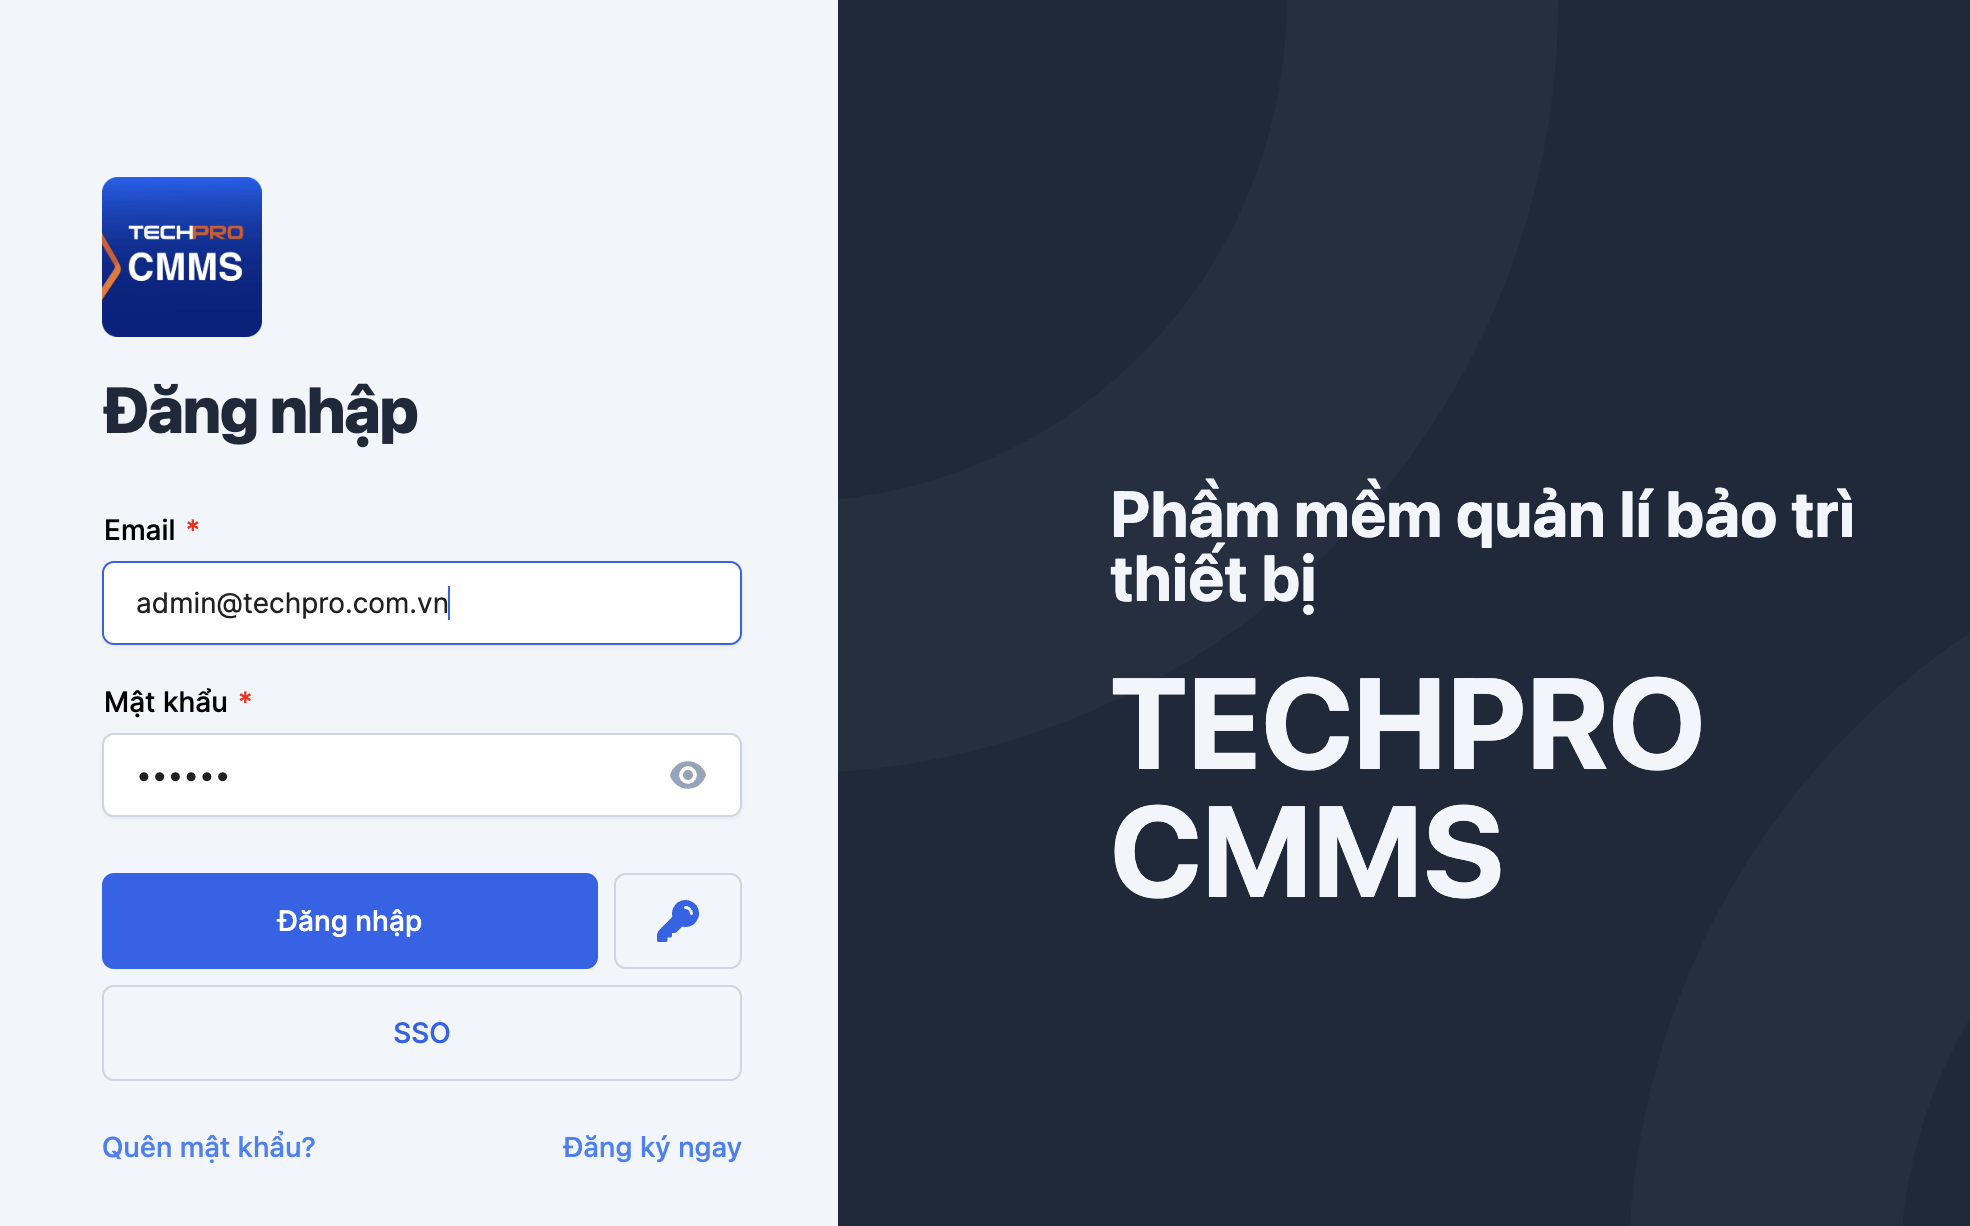 TECHPRO
CMMS
Đăng nhập
Email *
admin@techpro.com.vn
Mật khẩu *
••••••
Đăng nhập
SSO
Quên mật khẩu?
Đăng ký ngay
Phầm mềm quản lí bảo trì
thiết bị
TECHPRO
CMMS